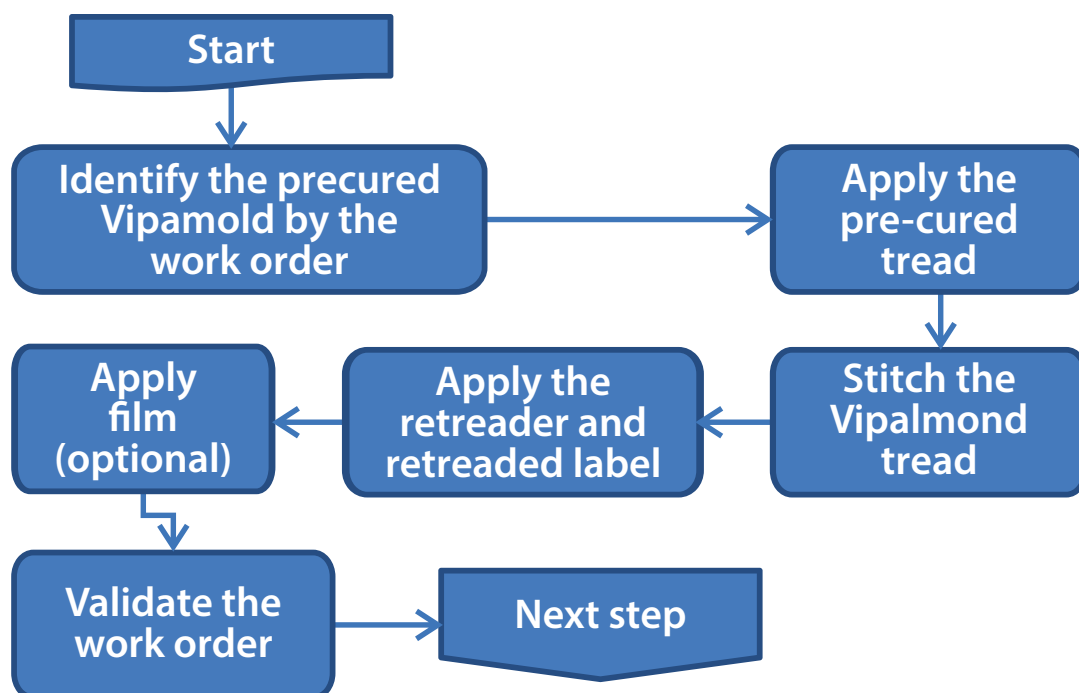 Start
Identify the precured
Vipamold by the
work order
Apply the
pre-cured
tread
Stitch the
Vipalmond
tread
Apply the
retreader and
retreaded label
Apply
film
(optional)
Validate the
work order
Next step